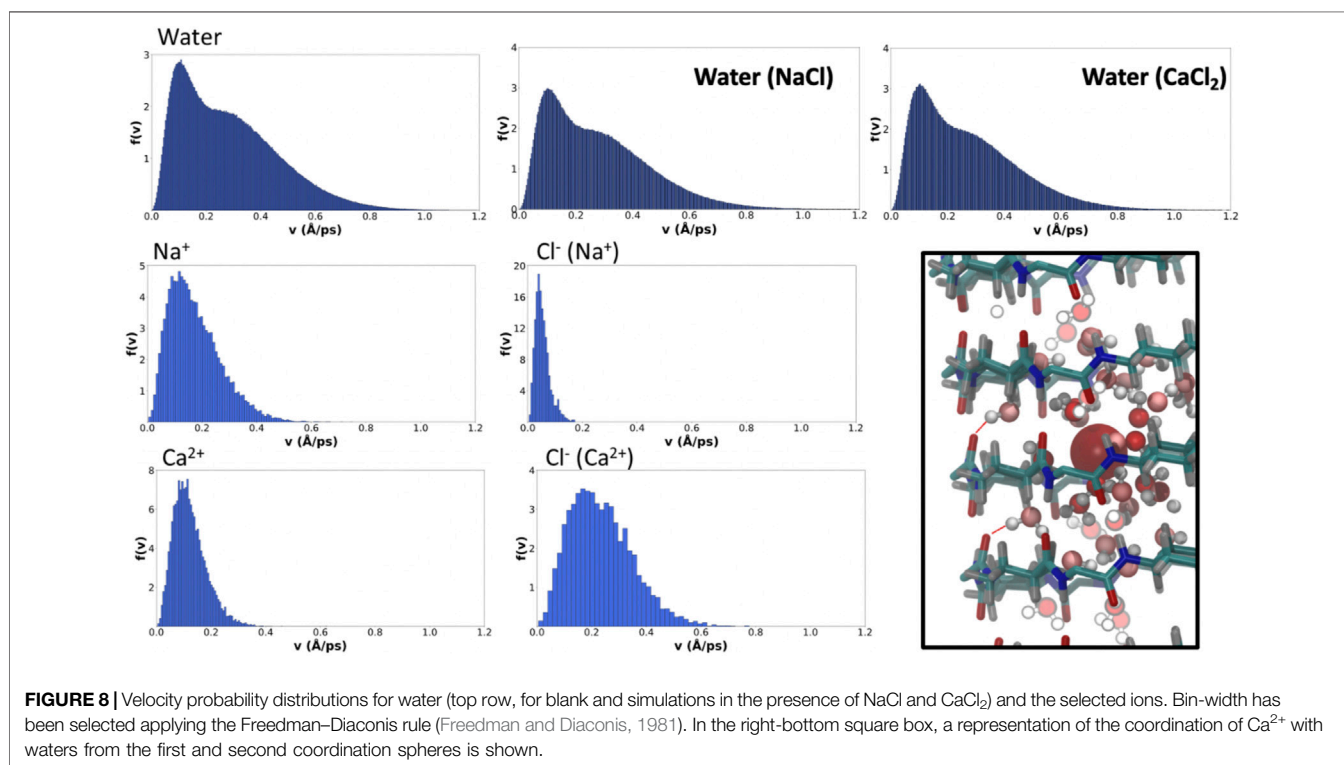 Water
3
2
1
f(v)
0.0 0.2 0.4 0.6 0.8 1.0 1.2
v (Å/ps)
Water (NaCl)
4
3
2
1
0
f(v)
0.0 0.2 0.4 0.6 0.8 1.0 1.2
v (Å/ps)
Water (CaCl₂)
4
3
2
1
f(v)
0.0 0.2 0.4 0.6 0.8 1.0 1.2
v (Å/ps)
Na⁺
5
4
3
2
1
f(v)
0.0 0.2 0.4 0.6 0.8 1.0 1.2
v (Å/ps)
Cl⁻ (Na⁺)
20
16
12
8
4
f(v)
0.0 0.2 0.4 0.6 0.8 1.0 1.2
v (Å/ps)
Ca²⁺
8
6
4
2
f(v)
0.0 0.2 0.4 0.6 0.8 1.0 1.2
v (Å/ps)
Cl⁻ (Ca²⁺)
4
3
2
1
f(v)
0.0 0.2 0.4 0.6 0.8 1.0 1.2
v (Å/ps)
FIGURE 8 | Velocity probability distributions for water (top row, for blank and simulations in the presence of NaCl and CaCl₂) and the selected ions. Bin-width has
been selected applying the Freedman–Diaconis rule (Freedman and Diaconis, 1981). In the right-bottom square box, a representation of the coordination of Ca²⁺ with
waters from the first and second coordination spheres is shown.